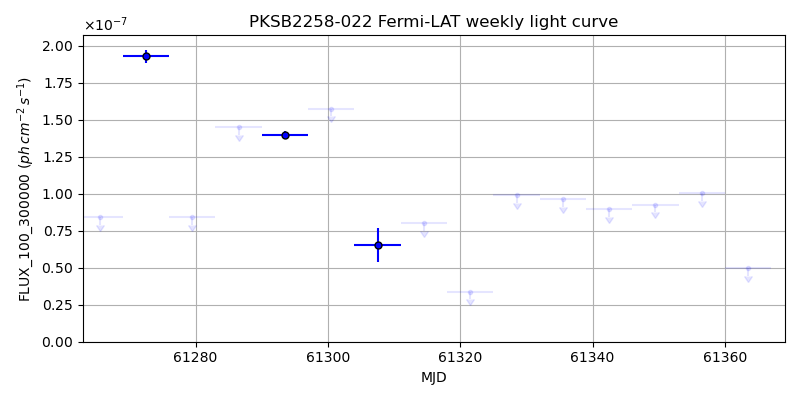 PKSB2258-022 Fermi-LAT weekly light curve
×10⁻⁷
FLUX_100_300000 (ph cm⁻² s⁻¹)
2.00
1.75
1.50
1.25
1.00
0.75
0.50
0.25
0.00
61280 61300 61320 61340 61360
MJD